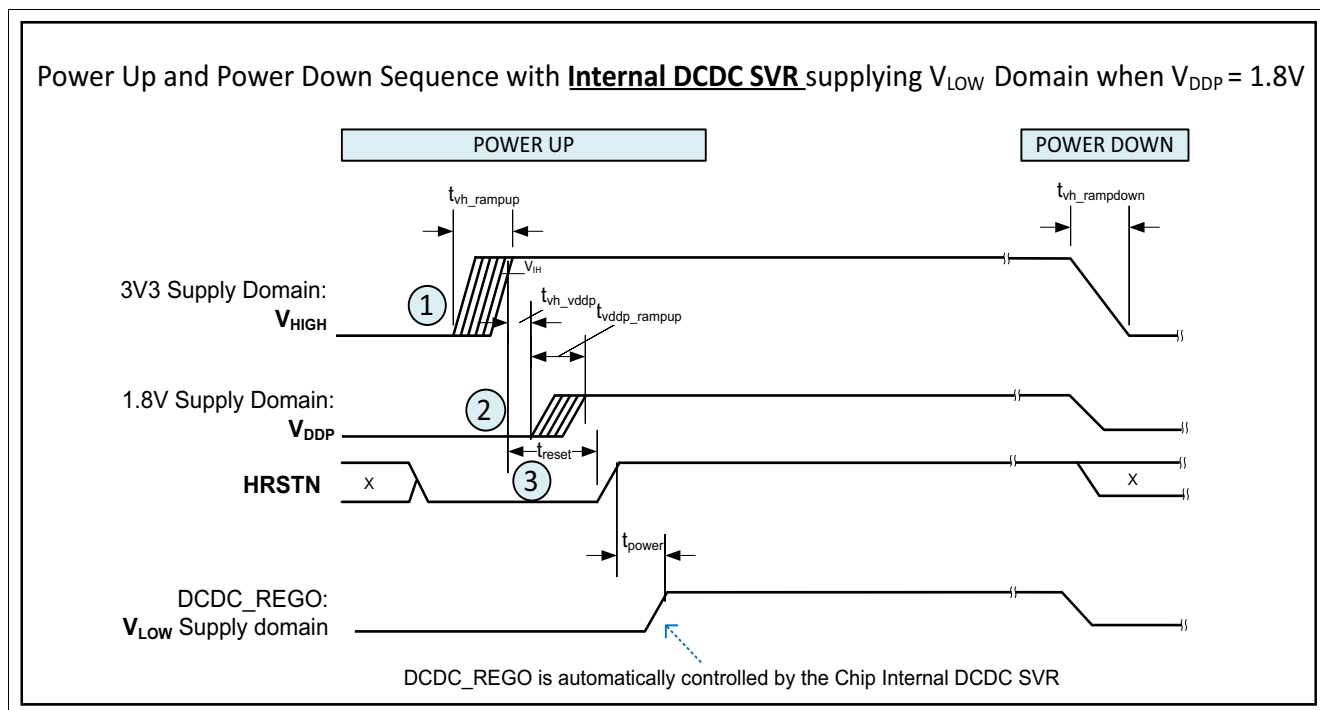 Power Up and Power Down Sequence with Internal DCDC SVR supplying VLOW Domain when VDDP = 1.8V
POWER UP
POWER DOWN
tvh_rampup
tvh_rampdown
VIH
1
3V3 Supply Domain:
VHIGH
tvh_vddp
tvddp_rampup
1.8V Supply Domain:
VDDP
2
treset
3
HRSTN
X
X
tpower
DCDC_REGO:
VLOW Supply domain
DCDC_REGO is automatically controlled by the Chip Internal DCDC SVR